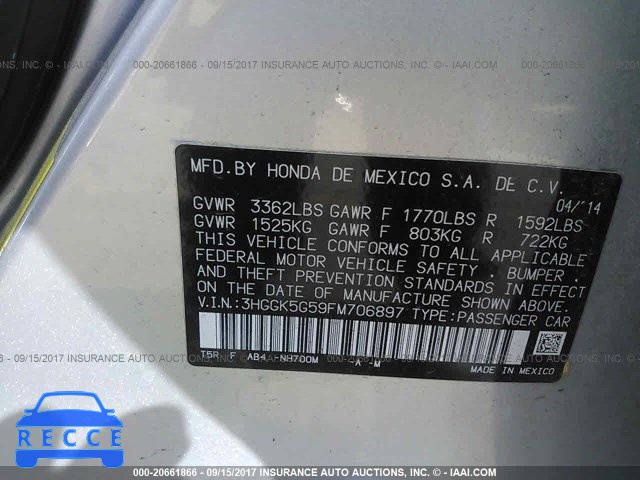 000-20661866 - 09/15/2017 INSURANCE AUTO AUCTIONS, INC. - IAAI.COM
MFD.BY HONDA DE MEXICO S.A. DE C.V.
04/'14
GVWR 3362LBS GAWR F 1770LBS R 1592LBS
GVWR 1525KG GAWR F 803KG R 722KG
THIS VEHICLE CONFORMS TO ALL APPLICABLE
FEDERAL MOTOR VEHICLE SAFETY , BUMPER ,
AND THEFT PREVENTION STANDARDS IN EFFECT
ON THE DATE OF MANUFACTURE SHOWN ABOVE.
V.I.N.:3HGGK5G59FM706897 TYPE:PASSENGER CAR
T5R F AB4 -NH700M -A -M
MADE IN MEXICO
RECCE
000-20661866 - 09/15/2017 INSURANCE AUTO AUCTIONS, INC. - IAAI.COM